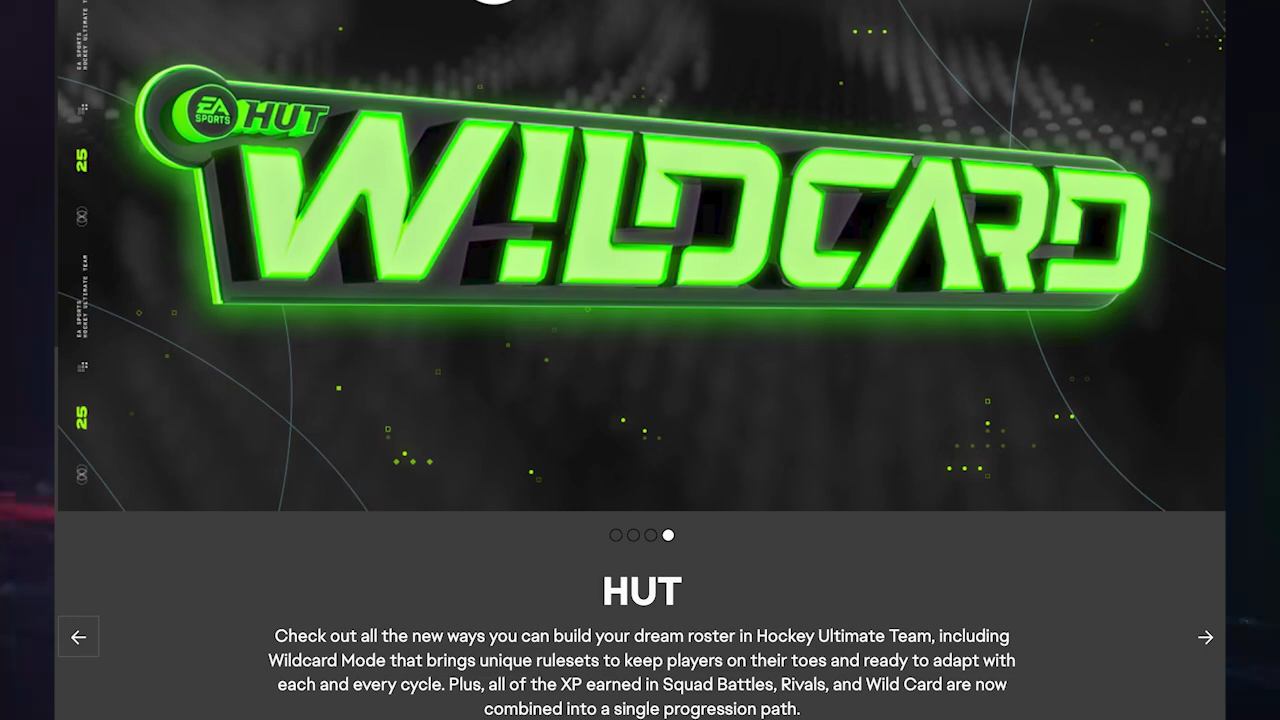 EA SPORTS
HOCKEY ULTIMATE T
25
EA SPORTS
HOCKEY ULTIMATE TEAM
25
EA
SPORTS
HUT
WILDCARD
HUT
Check out all the new ways you can build your dream roster in Hockey Ultimate Team, including
Wildcard Mode that brings unique rulesets to keep players on their toes and ready to adapt with
each and every cycle. Plus, all of the XP earned in Squad Battles, Rivals, and Wild Card are now
combined into a single progression path.